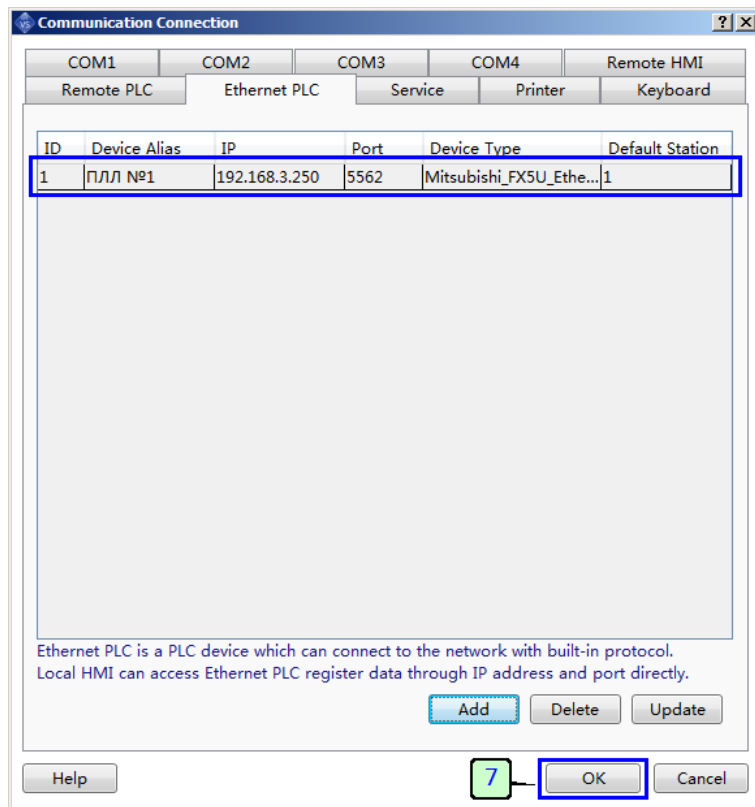 VS Communication Connection ? X
COM1 COM2 COM3 COM4 Remote HMI
Remote PLC Ethernet PLC Service Printer Keyboard
ID Device Alias IP Port Device Type Default Station
1 ПЛЛ №1 192.168.3.250 5562 Mitsubishi_FX5U_Ethe... 1
Ethernet PLC is a PLC device which can connect to the network with built-in protocol.
Local HMI can access Ethernet PLC register data through IP address and port directly.
Add Delete Update
Help 7 OK Cancel